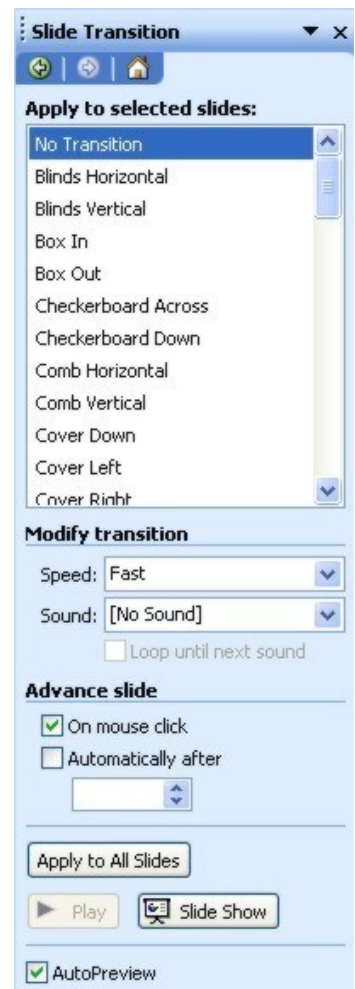 Slide Transition
Apply to selected slides:
No Transition
Blinds Horizontal
Blinds Vertical
Box In
Box Out
Checkerboard Across
Checkerboard Down
Comb Horizontal
Comb Vertical
Cover Down
Cover Left
Cover Right
Modify transition
Speed: Fast
Sound: [No Sound]
Loop until next sound
Advance slide
On mouse click
Automatically after
Apply to All Slides
Play Slide Show
AutoPreview